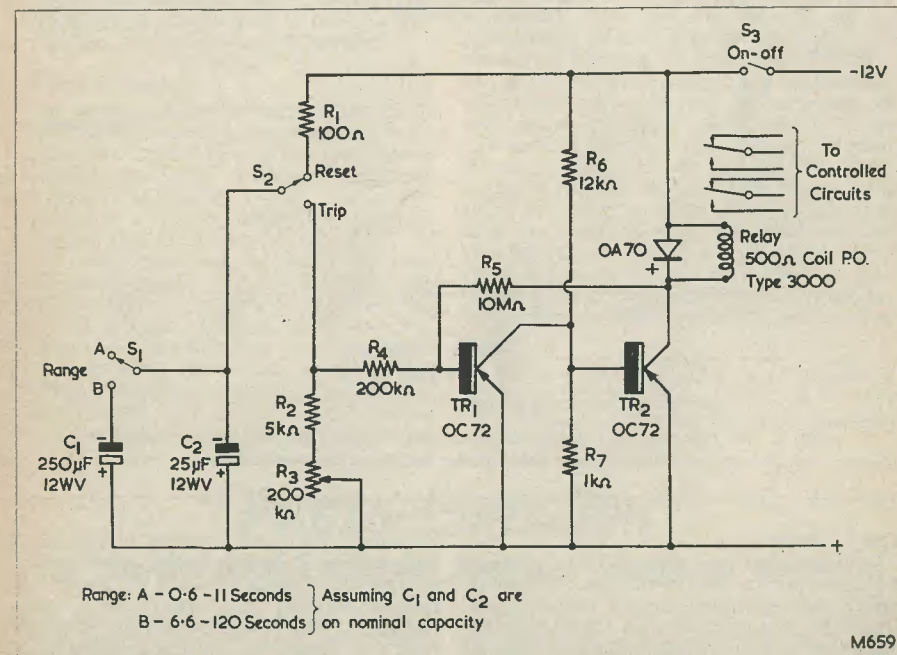 S3
On-off
-12V
R1
100Ω
R6
12kΩ
To
Controlled
Circuits
S2
Reset
Trip
OA70
+
Relay
500Ω Coil P.O.
Type 3000
R5
10MΩ
A
S1
Range
B
R4
200kΩ
R2
5kΩ
TR1
OC72
TR2
OC72
C1
250µF
12WV
-
+
C2
25µF
12WV
-
+
R3
200
kΩ
R7
1kΩ
+
Range: A - 0·6 - 11 Seconds } Assuming C1 and C2 are
B - 6·6 - 120 Seconds } on nominal capacity
M659